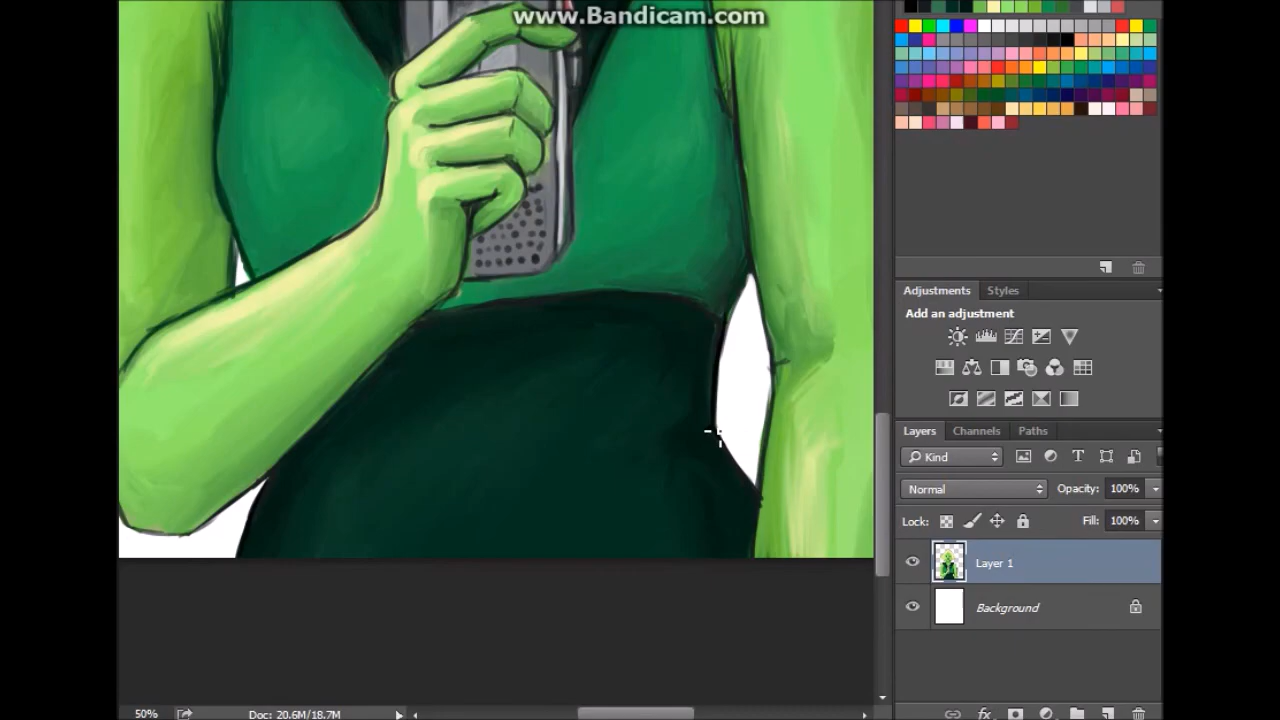 www.Bandicam.com
Adjustments Styles
Add an adjustment
Layers Channels Paths
Kind
Normal Opacity: 100%
Lock: Fill: 100%
Layer 1
Background
fx
50% Doc: 20.6M/18.7M